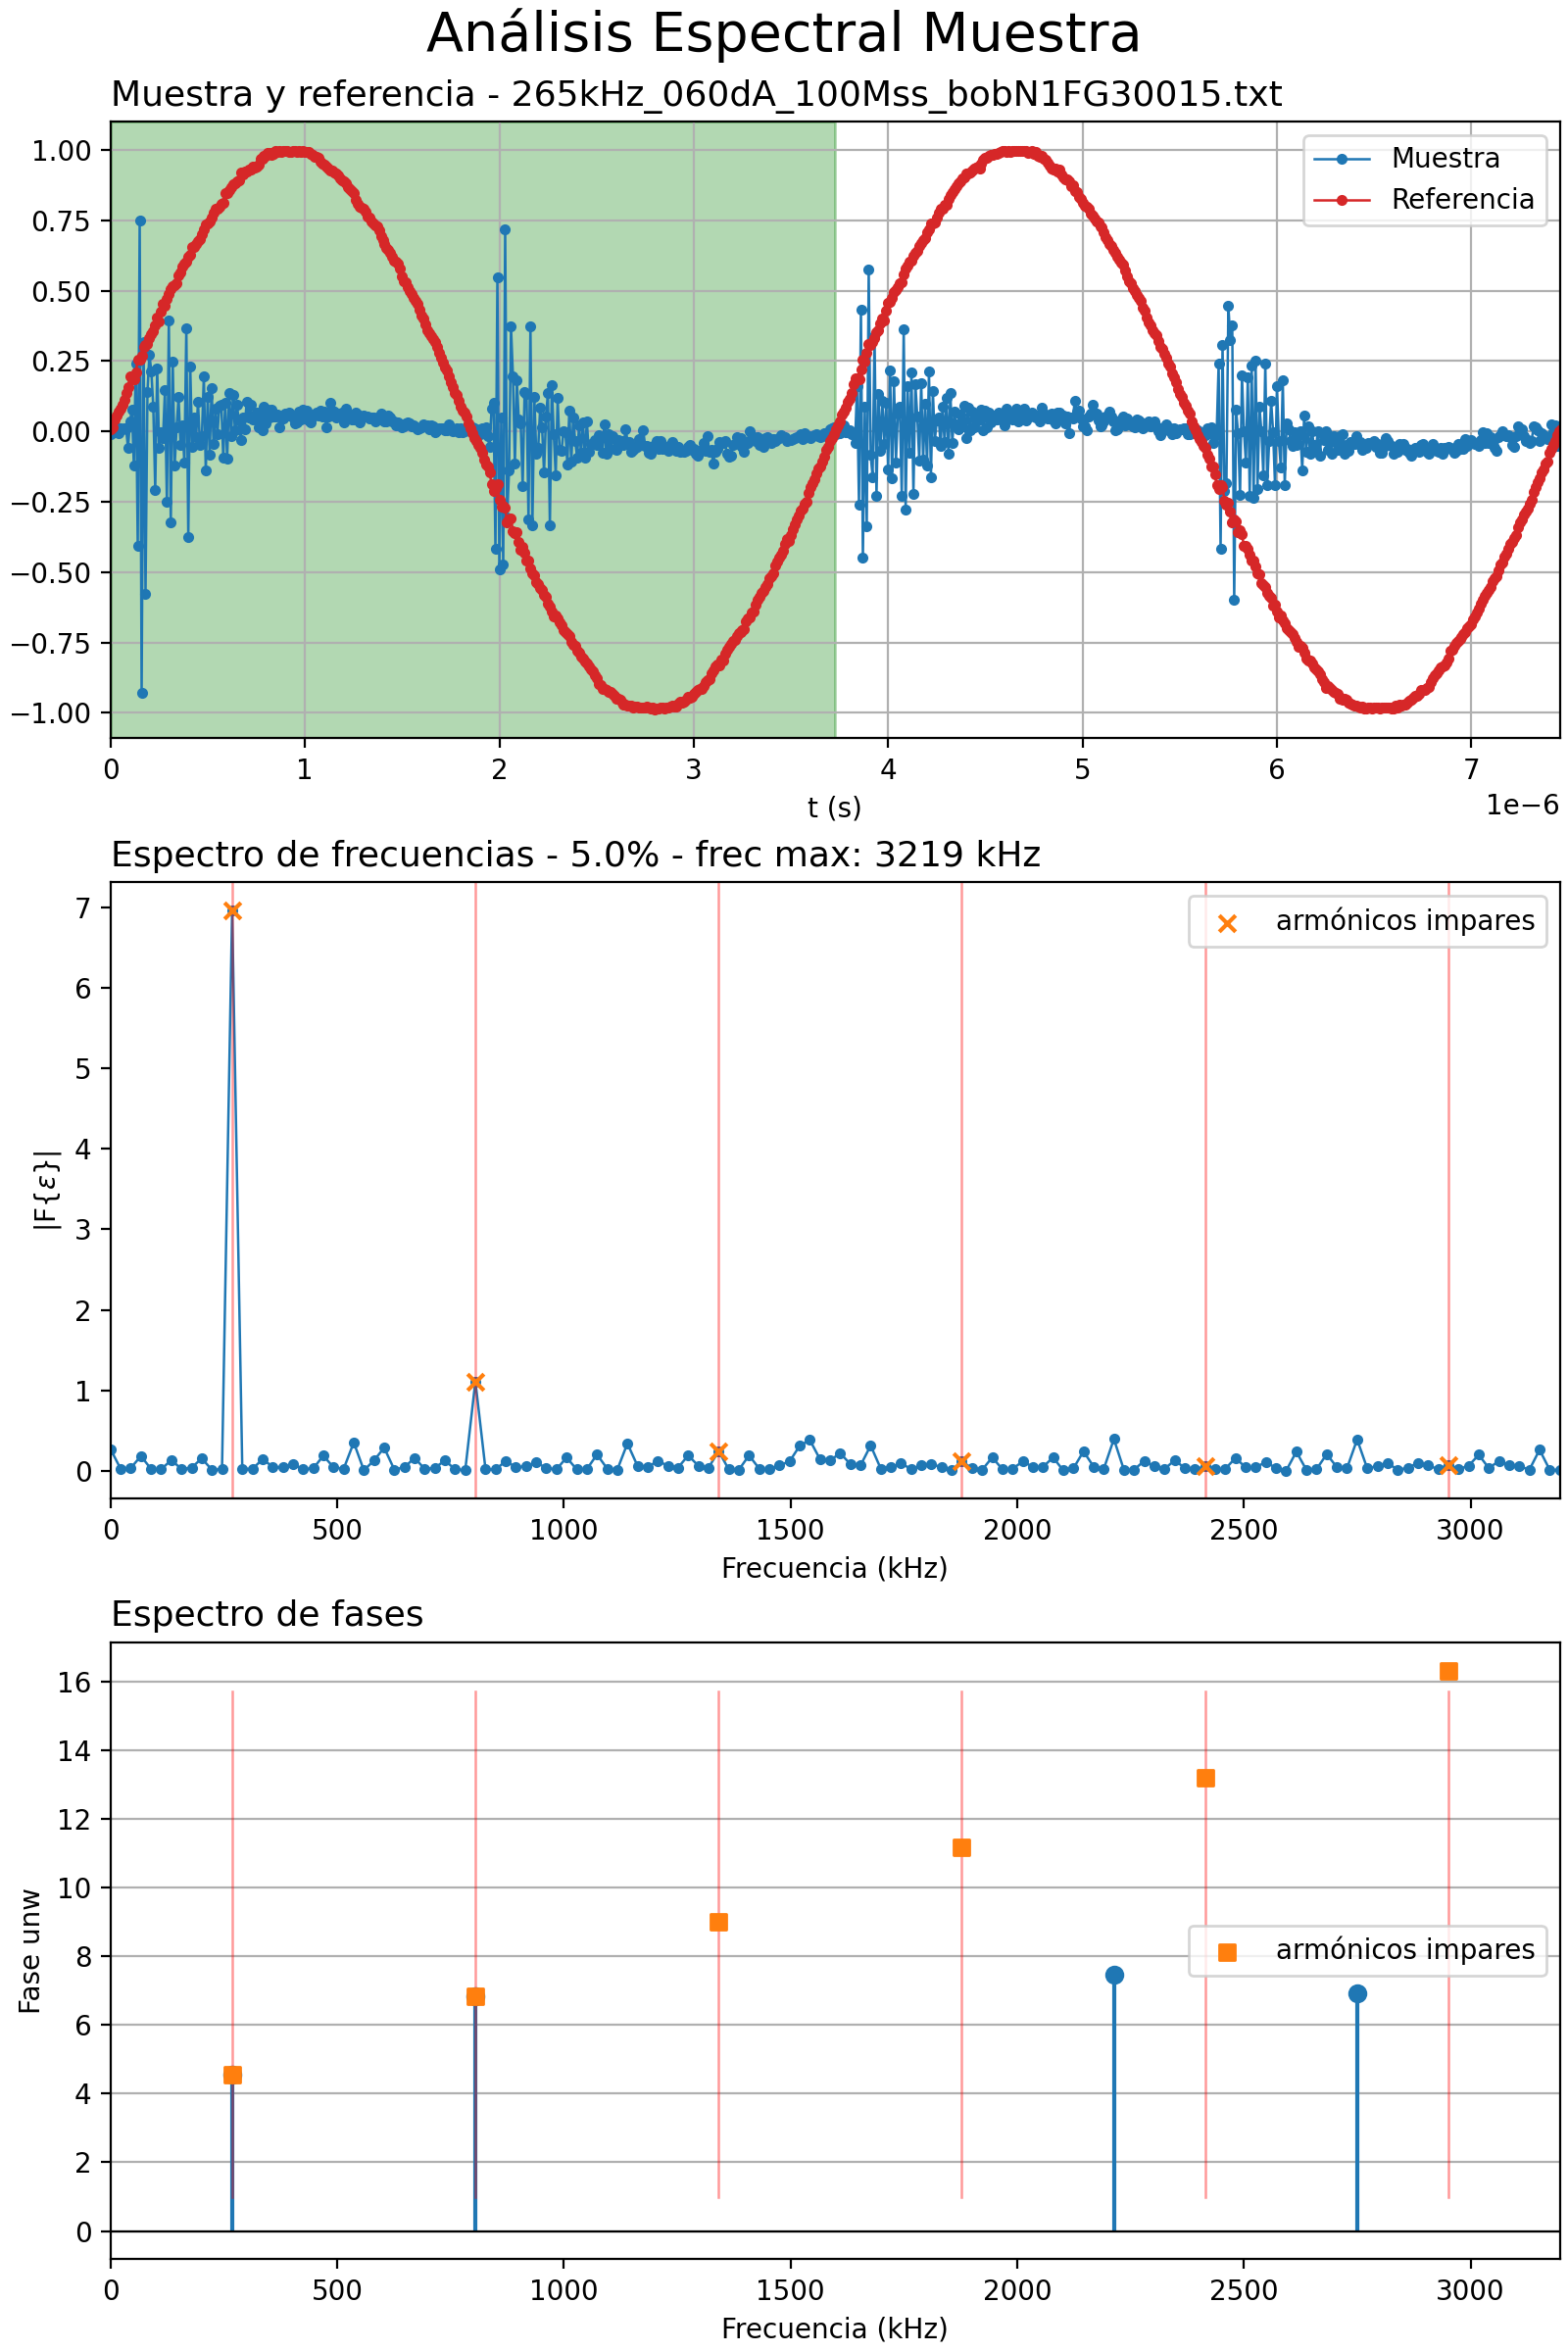 Análisis Espectral Muestra
Muestra y referencia - 265kHz_060dA_100Mss_bobN1FG30015.txt
1.00
0.75
0.50
0.25
0.00
−0.25
−0.50
−0.75
−1.00
Muestra
Referencia
0 1 2 3 4 5 6 7
1e−6
t (s)
Espectro de frecuencias - 5.0% - frec max: 3219 kHz
7
6
5
4
3
2
1
0
|F{ε}|
armónicos impares
0 500 1000 1500 2000 2500 3000
Frecuencia (kHz)
Espectro de fases
16
14
12
10
8
6
4
2
0
Fase unw
armónicos impares
0 500 1000 1500 2000 2500 3000
Frecuencia (kHz)